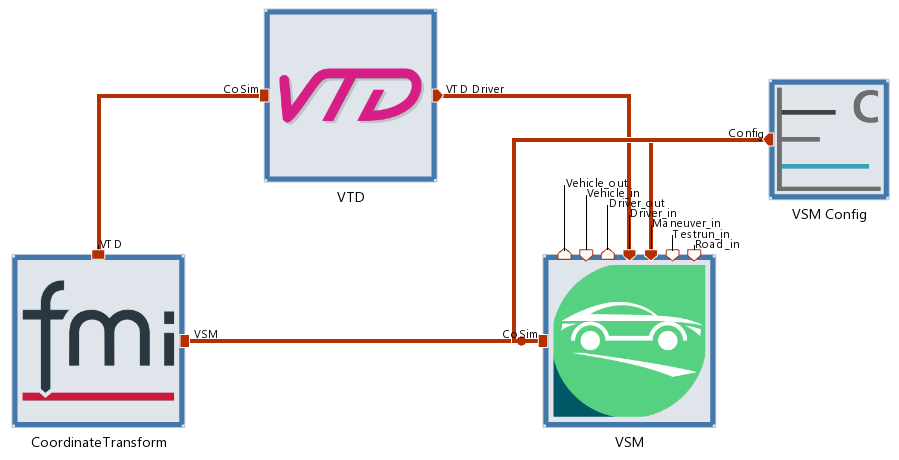 VTD
CoSim
VTD Driver
VTD
C
Config
VSM Config
Vehicle_out
Vehicle_in
Driver_out
Driver_in
Maneuver_in
Testrun_in
Road_in
VTD
fmi
VSM
CoSim
CoordinateTransform
VSM